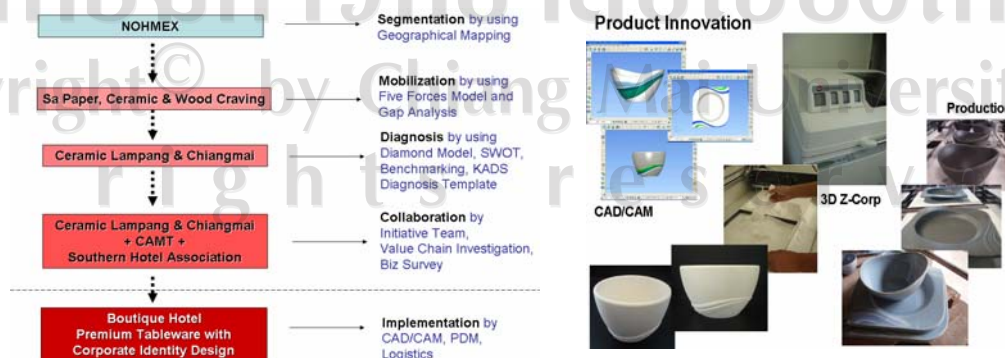 NOHMEX
Segmentation by using
Geographical Mapping
Sa Paper, Ceramic & Wood Craving
Mobilization by using
Five Forces Model and
Gap Analysis
Ceramic Lampang & Chiangmai
Diagnosis by using
Diamond Model, SWOT,
Benchmarking, KADS
Diagnosis Template
Ceramic Lampang & Chiangmai
+ CAMT +
Southern Hotel Association
Collaboration by
Initiative Team,
Value Chain Investigation,
Biz Survey
Boutique Hotel
Premium Tableware with
Corporate Identity Design
Implementation by
CAD/CAM, PDM,
Logistics
Product Innovation
CAD/CAM
3D Z-Corp
Production
© by Chiang Mai
rights